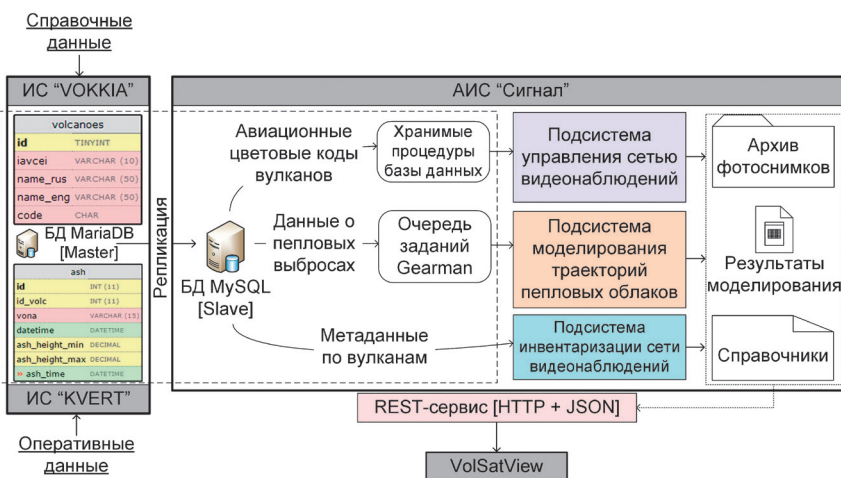 Справочные
данные
ИС “VOKKIA”
volcanoes
id TINYINT
iavcei VARCHAR (10)
name_rus VARCHAR (50)
name_eng VARCHAR (50)
code CHAR
БД MariaDB
[Master]
ash
id INT (11)
id_volc INT (11)
vona VARCHAR (15)
datetime DATETIME
ash_height_min DECIMAL
ash_height_max DECIMAL
» ash_time DATETIME
ИС “KVERT”
Оперативные
данные
Репликация
АИС “Сигнал”
БД MySQL
[Slave]
Авиационные
цветовые коды
вулканов
Хранимые
процедуры
базы данных
Подсистема
управления сетью
видеонаблюдений
Архив
фотоснимков
Данные о
пепловых
выбросах
Очередь
заданий
Gearman
Подсистема
моделирования
траекторий
пепловых облаков
Результаты
моделирования
Метаданные
по вулканам
Подсистема
инвентаризации сети
видеонаблюдений
Справочники
REST-сервис [HTTP + JSON]
VolSatView